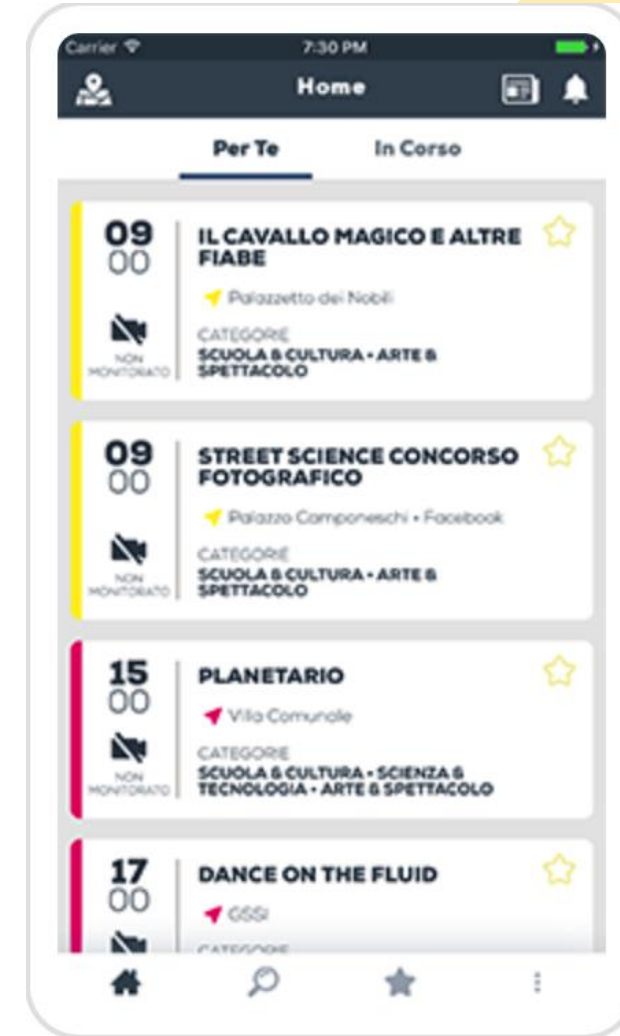 Carrier 7:30 PM
Home
Per Te In Corso
09
00
NON
MONITORATO
IL CAVALLO MAGICO E ALTRE
FIABE
Palazzetto dei Nobili
CATEGORIE
SCUOLA & CULTURA • ARTE &
SPETTACOLO
09
00
NON
MONITORATO
STREET SCIENCE CONCORSO
FOTOGRAFICO
Palazzo Camponeschi • Facebook
CATEGORIE
SCUOLA & CULTURA • ARTE &
SPETTACOLO
15
00
NON
MONITORATO
PLANETARIO
Villa Comunale
CATEGORIE
SCUOLA & CULTURA • SCIENZA &
TECNOLOGIA • ARTE & SPETTACOLO
17
00
DANCE ON THE FLUID
GSSI
CATEGORIE